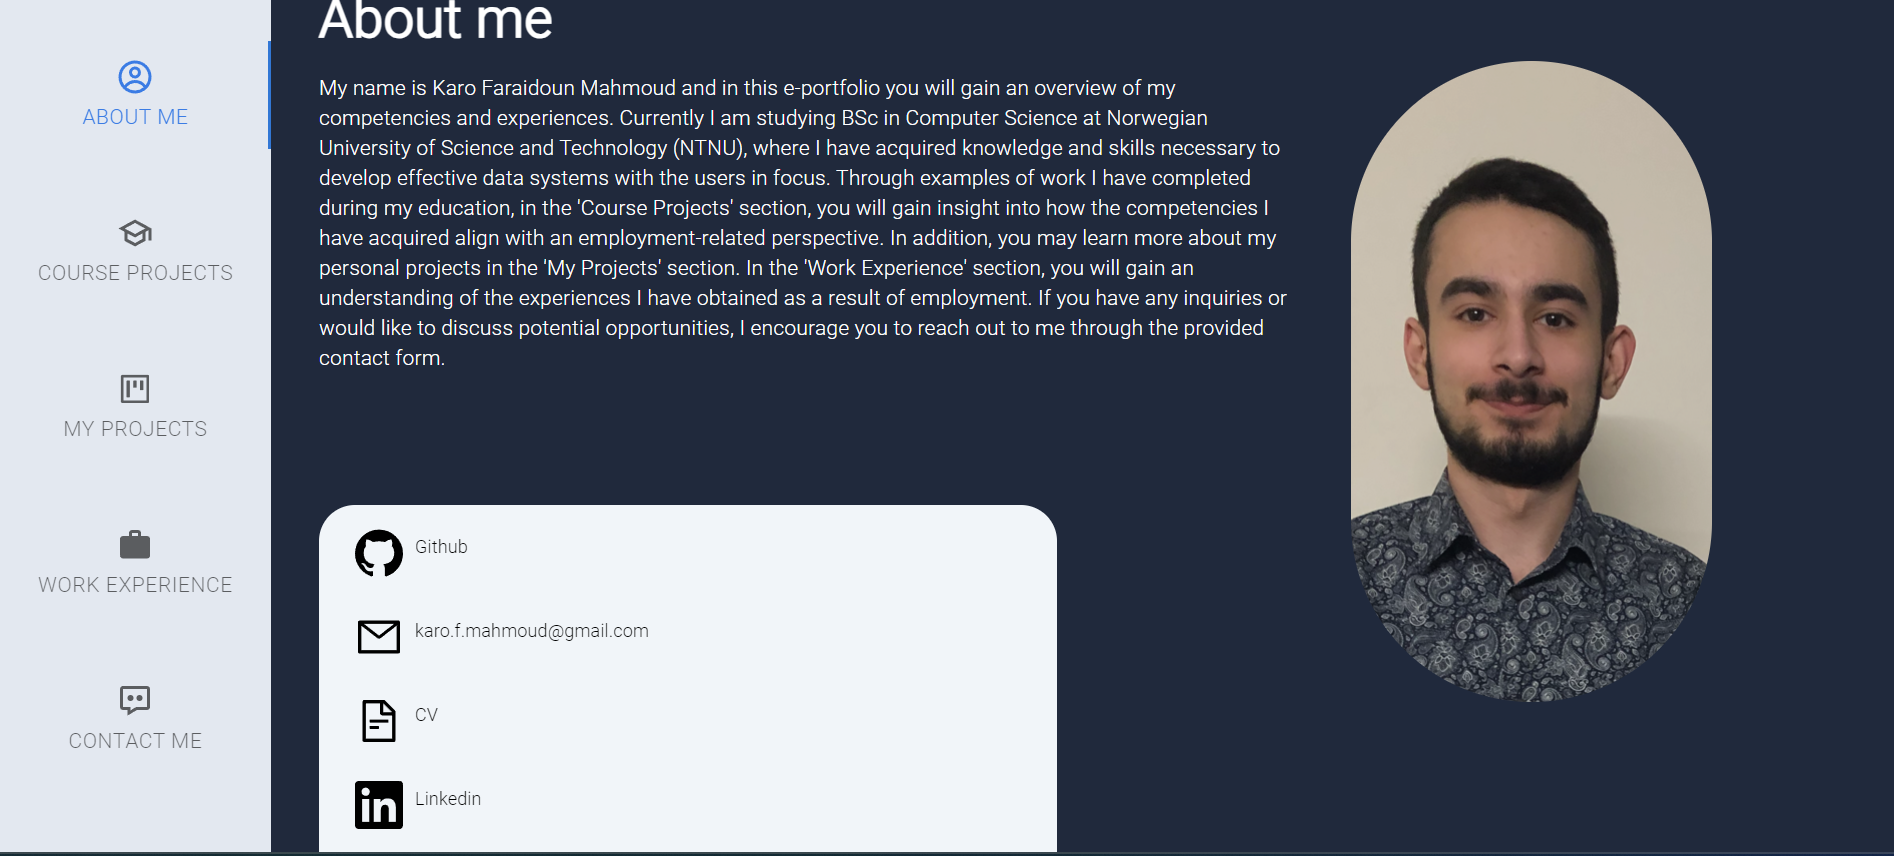 About me
ABOUT ME
My name is Karo Faraidoun Mahmoud and in this e-portfolio you will gain an overview of my
competencies and experiences. Currently I am studying BSc in Computer Science at Norwegian
University of Science and Technology (NTNU), where I have acquired knowledge and skills necessary to
develop effective data systems with the users in focus. Through examples of work I have completed
during my education, in the 'Course Projects' section, you will gain insight into how the competencies I
have acquired align with an employment-related perspective. In addition, you may learn more about my
personal projects in the 'My Projects' section. In the 'Work Experience' section, you will gain an
understanding of the experiences I have obtained as a result of employment. If you have any inquiries or
would like to discuss potential opportunities, I encourage you to reach out to me through the provided
contact form.
COURSE PROJECTS
MY PROJECTS
WORK EXPERIENCE
CONTACT ME
Github
karo.f.mahmoud@gmail.com
CV
in
Linkedin